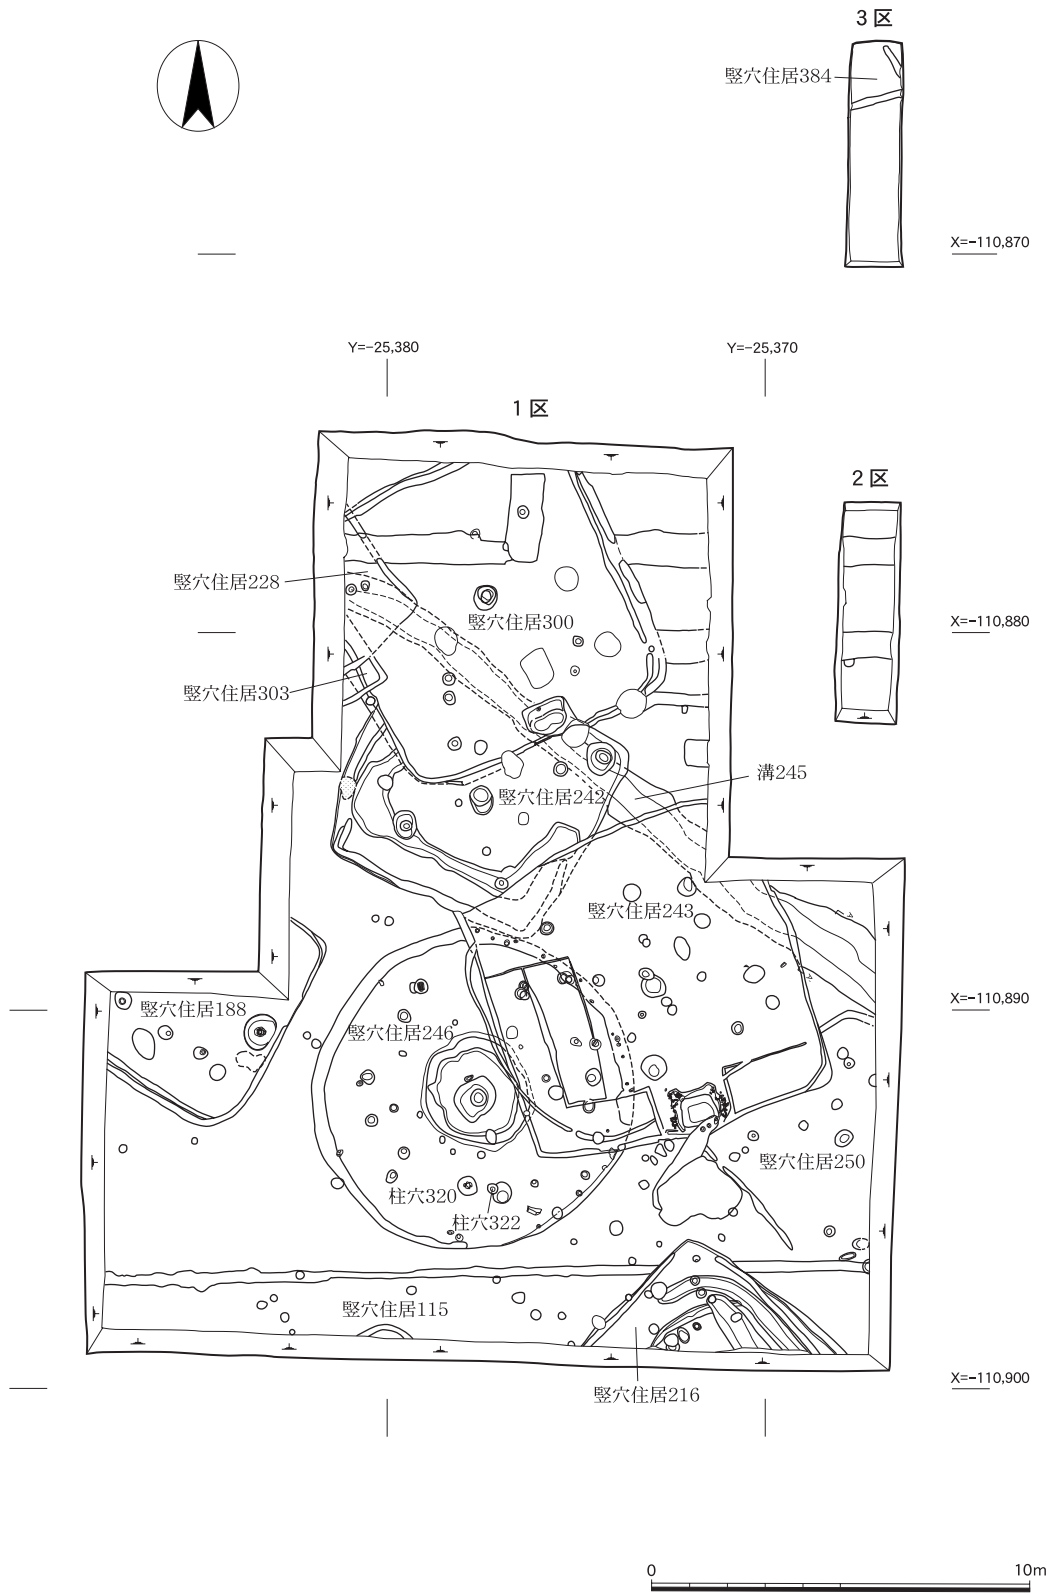 3 区
竪穴住居384
X=-110,870
Y=-25,380
Y=-25,370
1 区
2 区
竪穴住居228
竪穴住居300
X=-110,880
竪穴住居303
溝245
竪穴住居242
竪穴住居243
X=-110,890
竪穴住居188
竪穴住居246
竪穴住居250
柱穴320
柱穴322
竪穴住居115
X=-110,900
竪穴住居216
0
10m